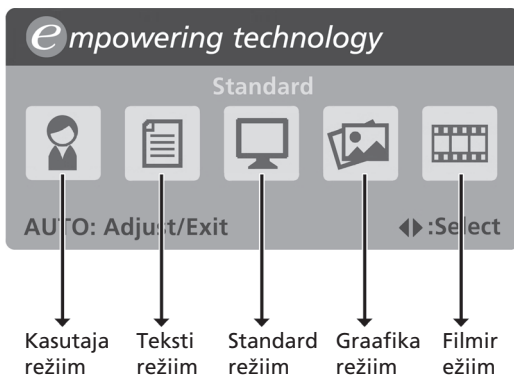 empowering technology
Standard
AUTO: Adjust/Exit
:Select
Kasutaja režiim
Teksti režiim
Standard režiim
Graafika režiim
Filmir ežiim